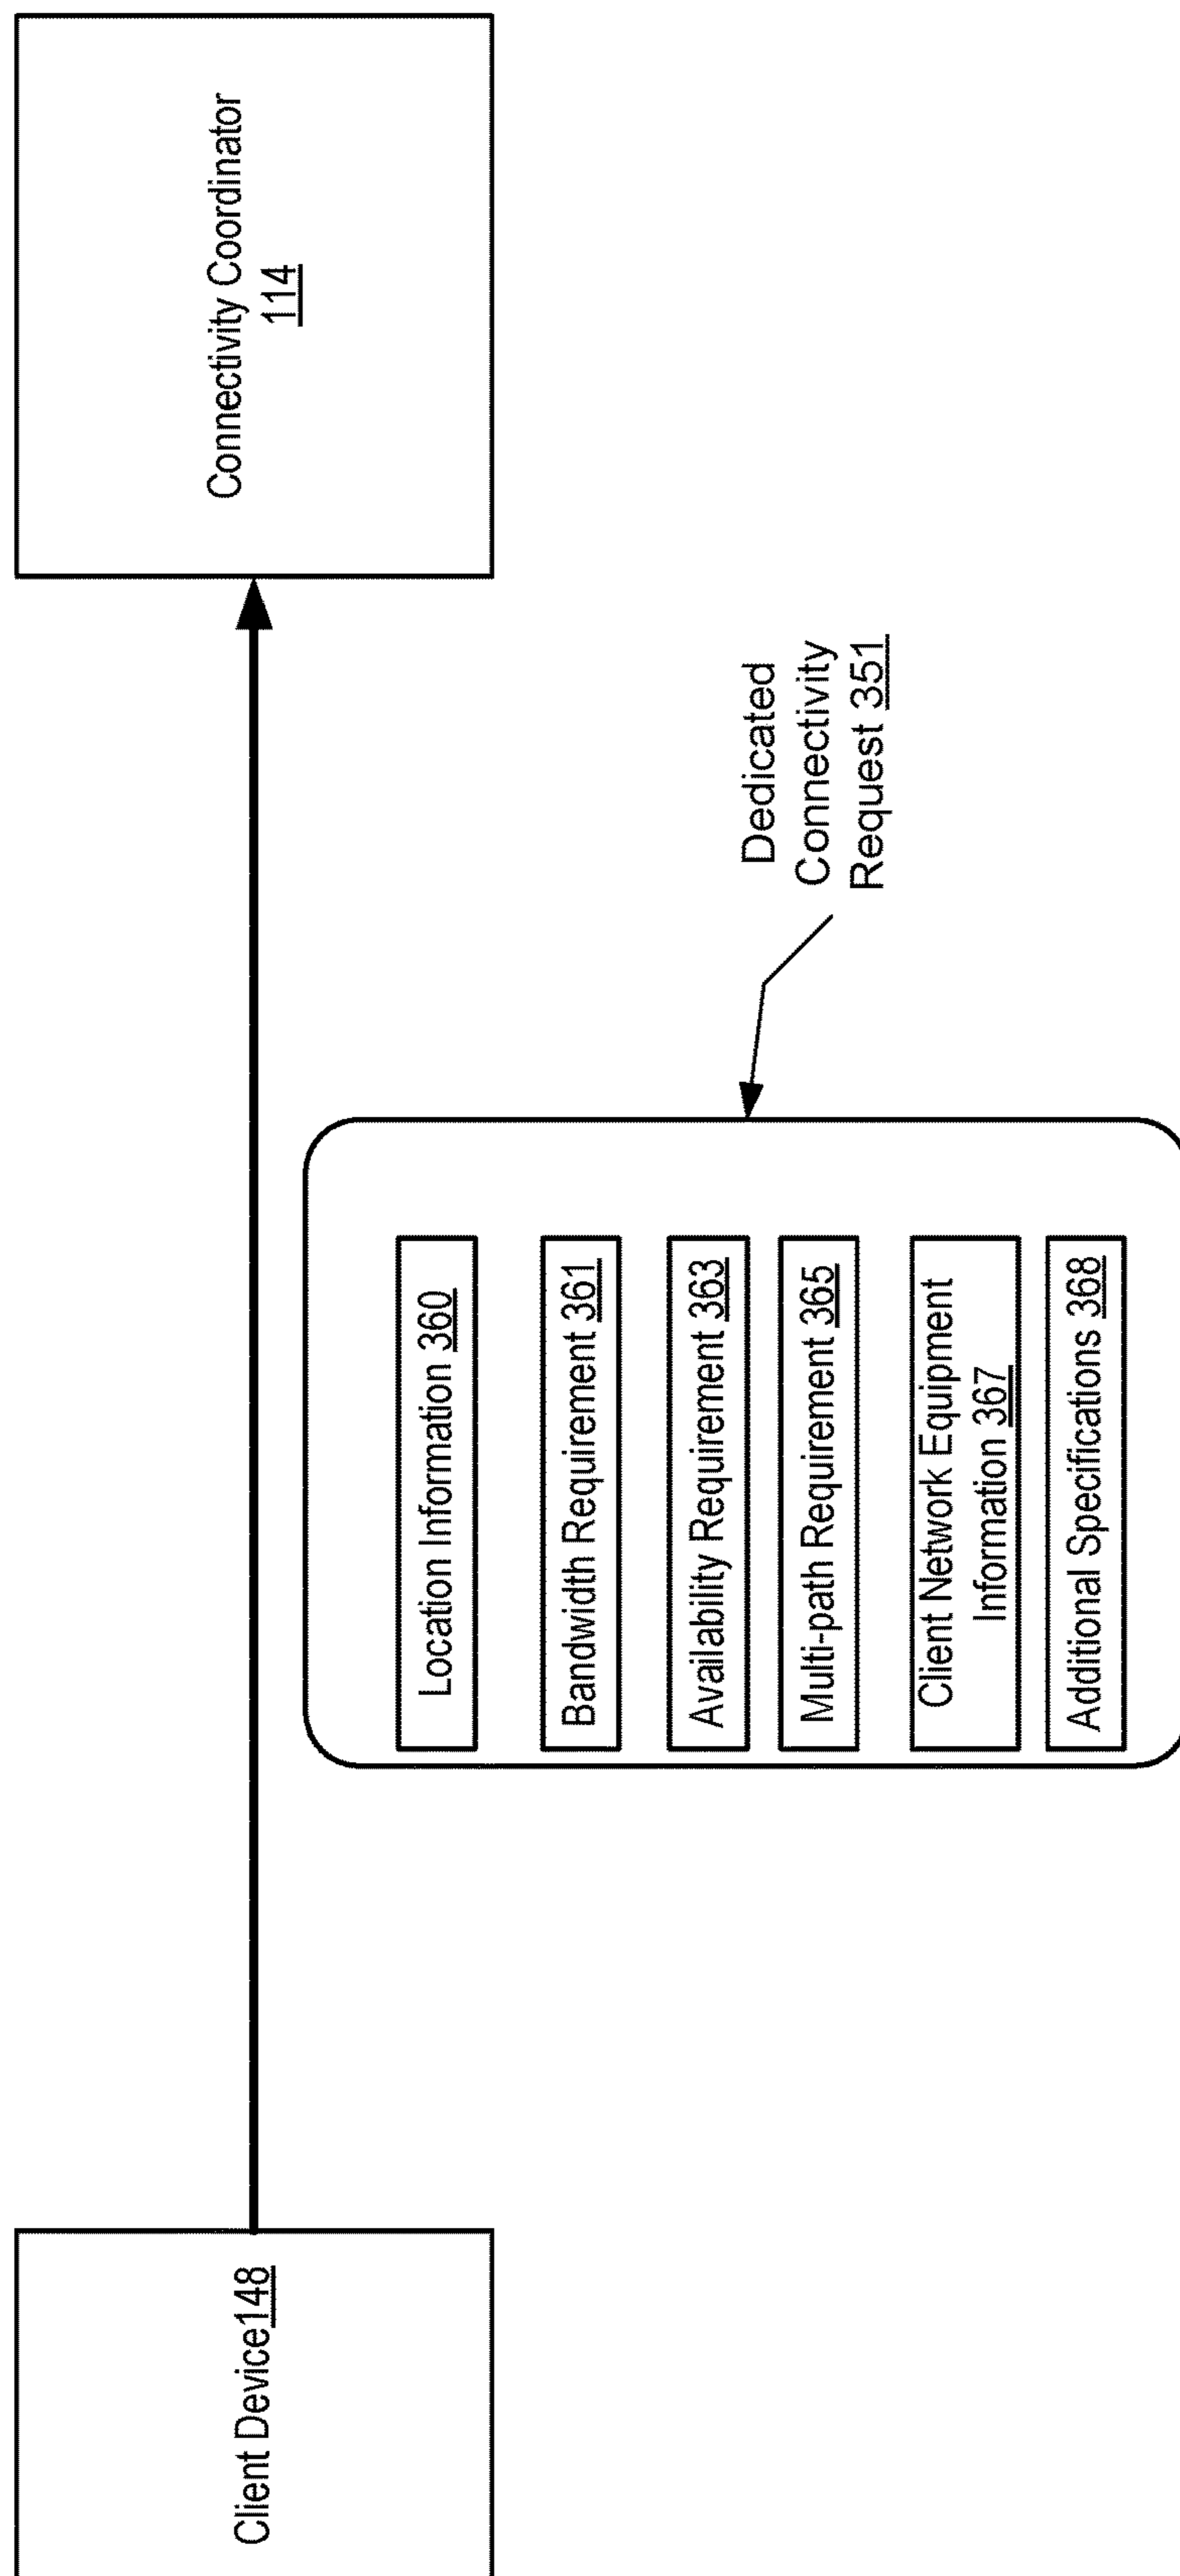 Client Device148
Connectivity Coordinator
114
Location Information 360
Bandwidth Requirement 361
Availability Requirement 363
Multi-path Requirement 365
Client Network Equipment
Information 367
Additional Specifications 368
Dedicated
Connectivity
Request 351